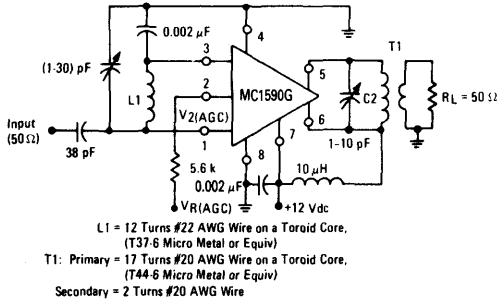 0.002 µF
4
T1
(1-30) pF
3
5
L1
2
MC1590G
C2
RL = 50 Ω
V2(AGC)
6
Input
(50 Ω)
1
7
1-10 pF
38 pF
8
5.6 k
10 µH
0.002 µF
VR(AGC)
+12 Vdc
L1 = 12 Turns #22 AWG Wire on a Toroid Core,
(T37-6 Micro Metal or Equiv)
T1: Primary = 17 Turns #20 AWG Wire on a Toroid Core,
(T44-6 Micro Metal or Equiv)
Secondary = 2 Turns #20 AWG Wire